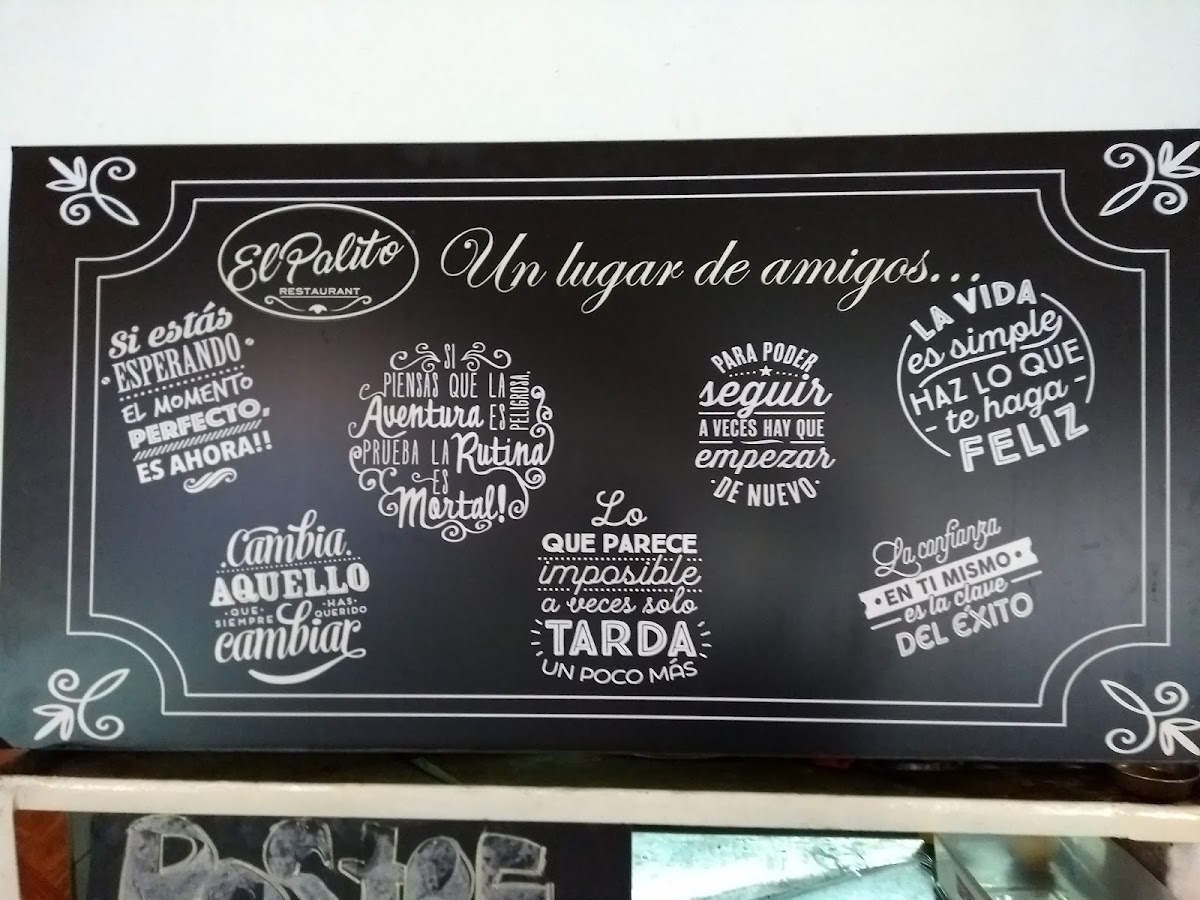 El Palito
RESTAURANT
Un lugar de amigos...
Si estás
ESPERANDO
EL MOMENTO
PERFECTO,
ES AHORA!!
SI
PIENSAS QUE LA
AVENTURA ES PELIGROSA,
PRUEBA LA RUTINA
ES
MORTAL!
PARA PODER
seguir
A VECES HAY QUE
empezar
DE NUEVO
LA VIDA
es simple
HAZ LO QUE
te haga
FELIZ
Cambia
AQUELLO
QUE SIEMPRE HAS QUERIDO
cambiar
Lo
QUE PARECE
imposible
a veces solo
TARDA
UN POCO MÁS
La confianza
EN TI MISMO
es la clave
DEL ÉXITO